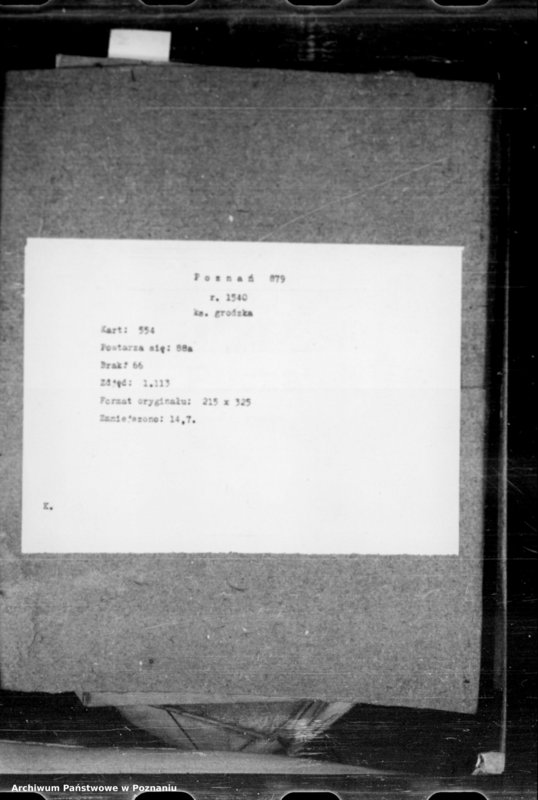 Poznań 879
r. 1540
ks. grodzka
Kart: 554
Powtarza się: 88a
Brak: 66
Zdjęć: 1.113
Format oryginału: 215 x 325
Zmniejszono: 14,7.
K.
Archiwum Państwowe w Poznaniu